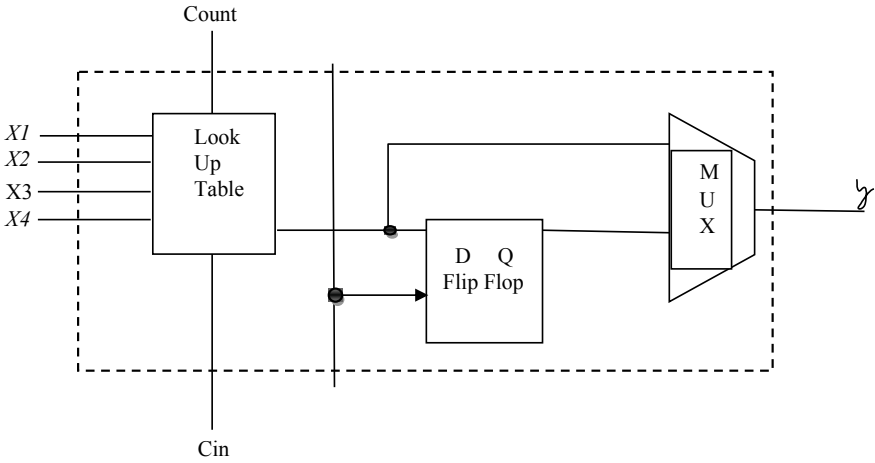 Count
X1
X2
X3
X4
Look
Up
Table
D Q
Flip Flop
M
U
X
y
Cin